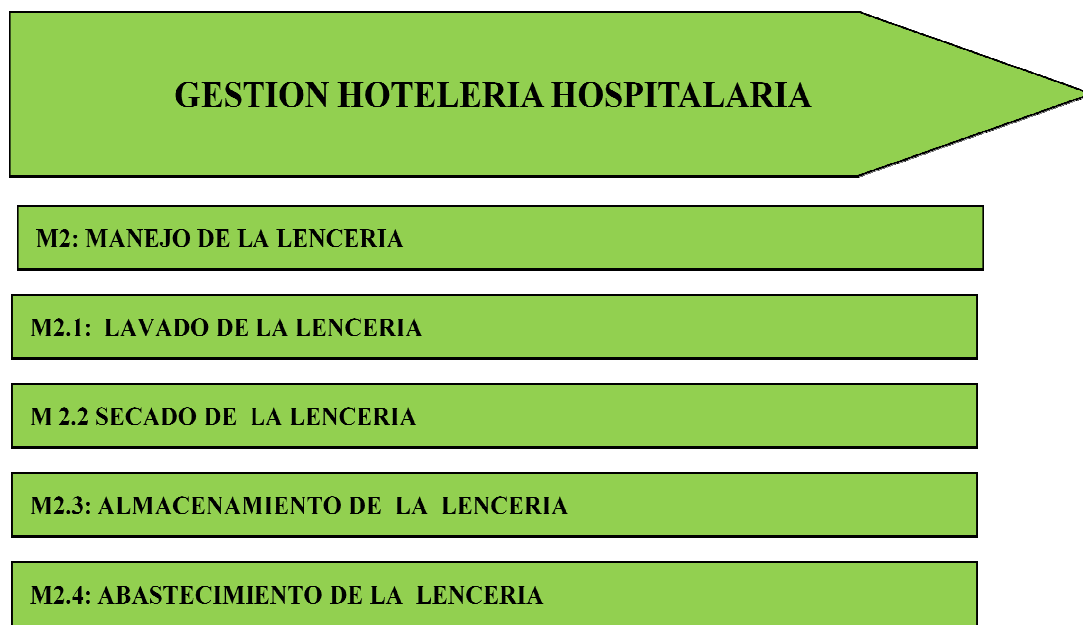 GESTION HOTELERIA HOSPITALARIA
M2: MANEJO DE LA LENCERIA
M2.1: LAVADO DE LA LENCERIA
M 2.2 SECADO DE LA LENCERIA
M2.3: ALMACENAMIENTO DE LA LENCERIA
M2.4: ABASTECIMIENTO DE LA LENCERIA